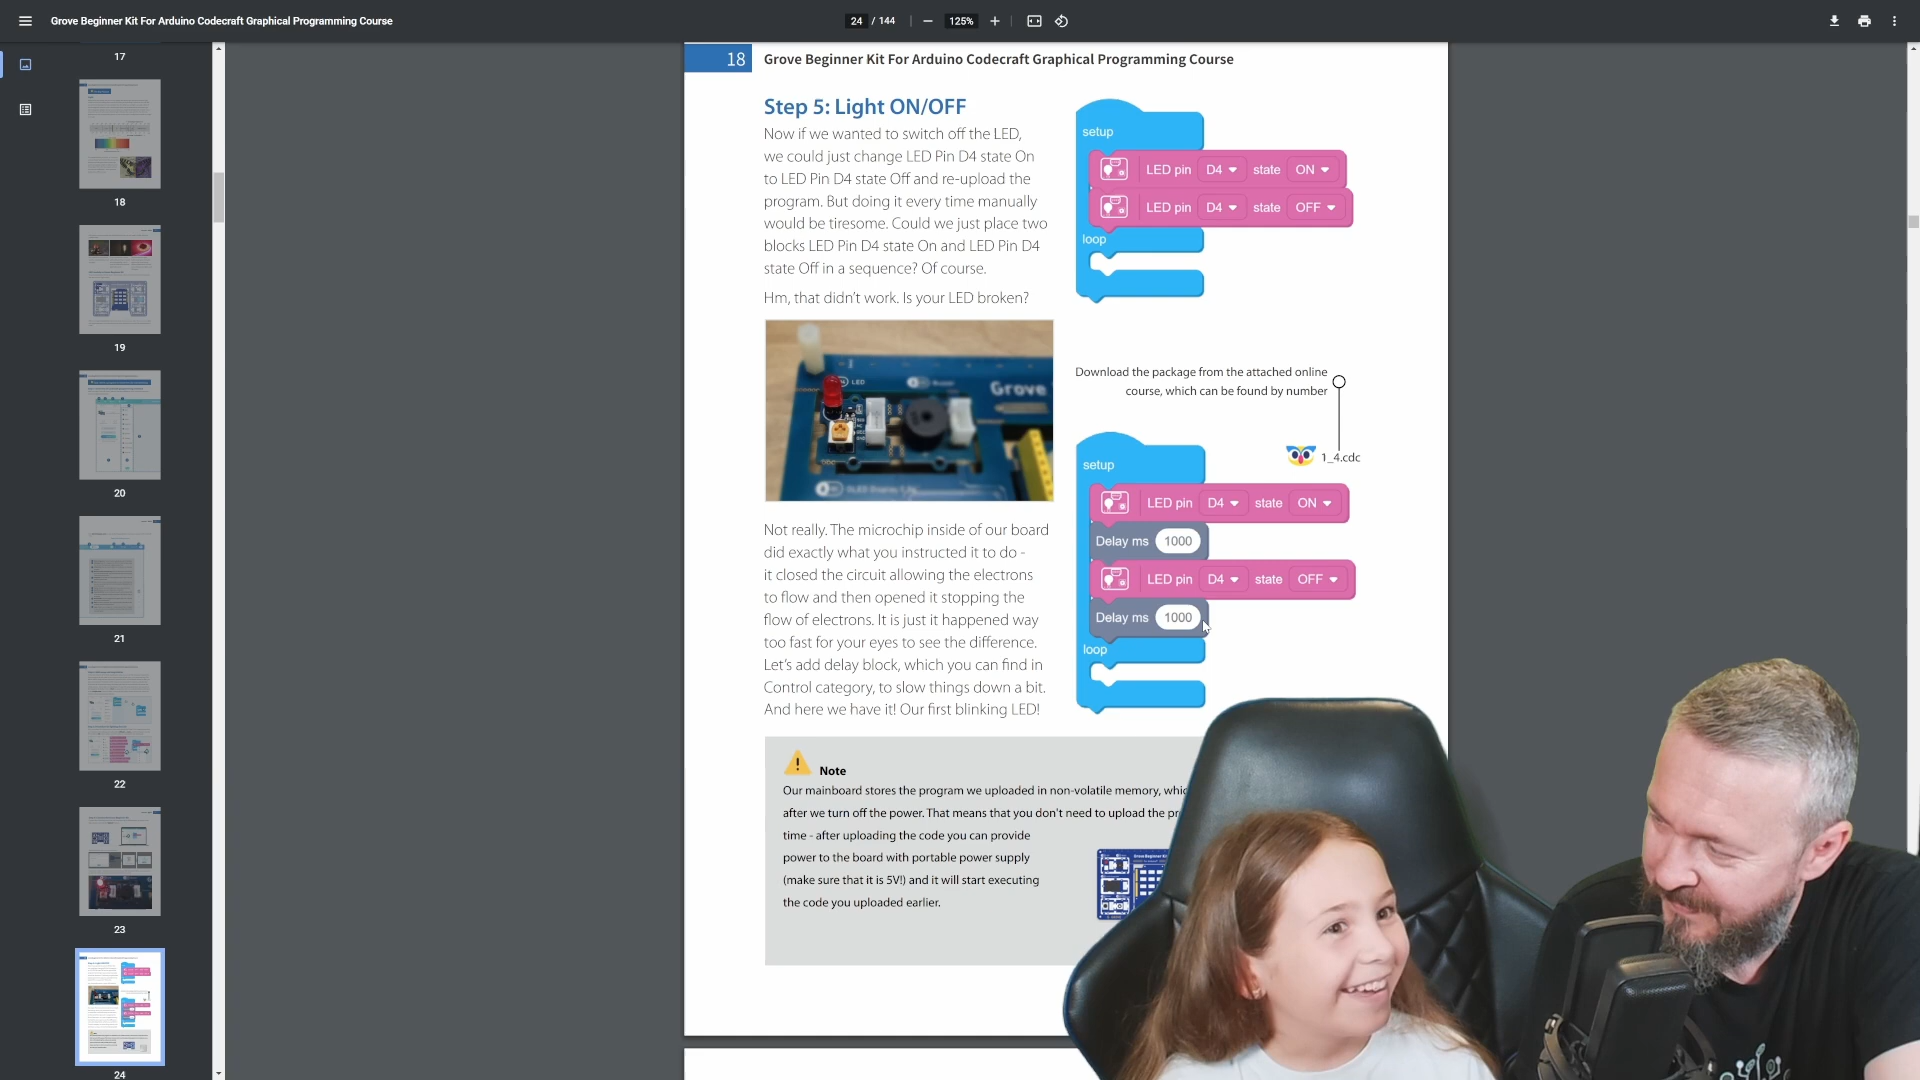 Grove Beginner Kit For Arduino Codecraft Graphical Programming Course
24 / 144
125%
17
18
19
20
21
22
23
24
18 Grove Beginner Kit For Arduino Codecraft Graphical Programming Course
Step 5: Light ON/OFF
Now if we wanted to switch off the LED,
we could just change LED Pin D4 state On
to LED Pin D4 state Off and re-upload the
program. But doing it every time manually
would be tiresome. Could we just place two
blocks LED Pin D4 state On and LED Pin D4
state Off in a sequence? Of course.
Hm, that didn't work. Is your LED broken?
setup
LED pin D4 state ON
LED pin D4 state OFF
loop
LED
Buzzer
Grove
Download the package from the attached online
course, which can be found by number
1_4.cdc
setup
LED pin D4 state ON
Delay ms 1000
LED pin D4 state OFF
Delay ms 1000
loop
Not really. The microchip inside of our board
did exactly what you instructed it to do -
it closed the circuit allowing the electrons
to flow and then opened it stopping the
flow of electrons. It is just it happened way
too fast for your eyes to see the difference.
Let's add delay block, which you can find in
Control category, to slow things down a bit.
And here we have it! Our first blinking LED!
Note
Our mainboard stores the program we uploaded in non-volatile memory,
after we turn off the power. That means that you don't need to upload the
time - after uploading the code you can provide
power to the board with portable power supply
(make sure that it is 5V!) and it will start executing
the code you uploaded earlier.